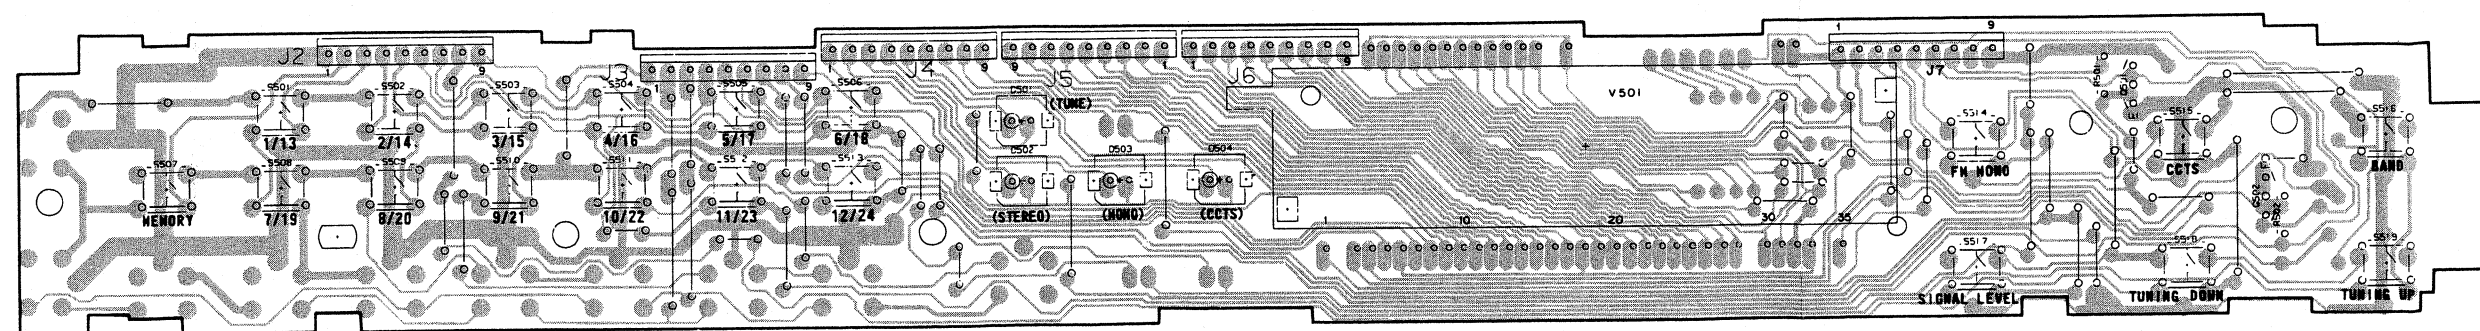 1 9
J2 J3 J4 J5 J6 J7
1 9 1 9 1 9 9 1 1 9
S501 S502 S503 S504 S505 S506
1/13 2/14 3/15 4/16 5/17 6/18
(TUNE)
V501
R501
S514 S515 S516
FM MONO CCTS BAND
S507 S508 S509 S510 S511 S512 S513
D502 D503 D504
MEMORY 7/19 8/20 9/21 10/22 11/23 12/24
(STEREO) (MONO) (CCTS)
1 10 20 30 35
R502
S517 S518 S519
SIGNAL LEVEL TUNING DOWN TUNING UP